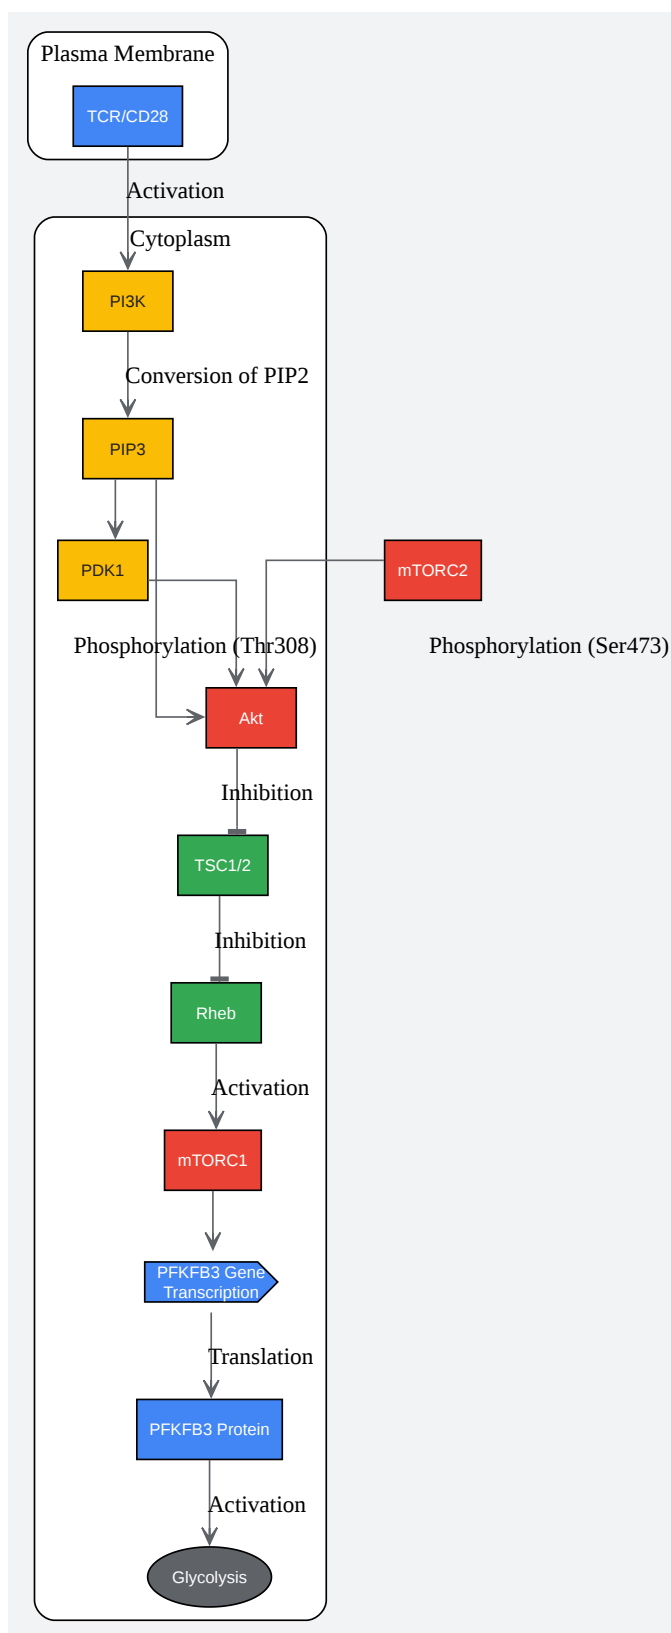 Plasma Membrane
TCR/CD28
Activation
Cytoplasm
PI3K
Conversion of PIP2
PIP3
PDK1
mTORC2
Phosphorylation (Thr308)
Phosphorylation (Ser473)
Akt
Inhibition
TSC1/2
Inhibition
Rheb
Activation
mTORC1
PFKFB3 Gene
Transcription
Translation
PFKFB3 Protein
Activation
Glycolysis